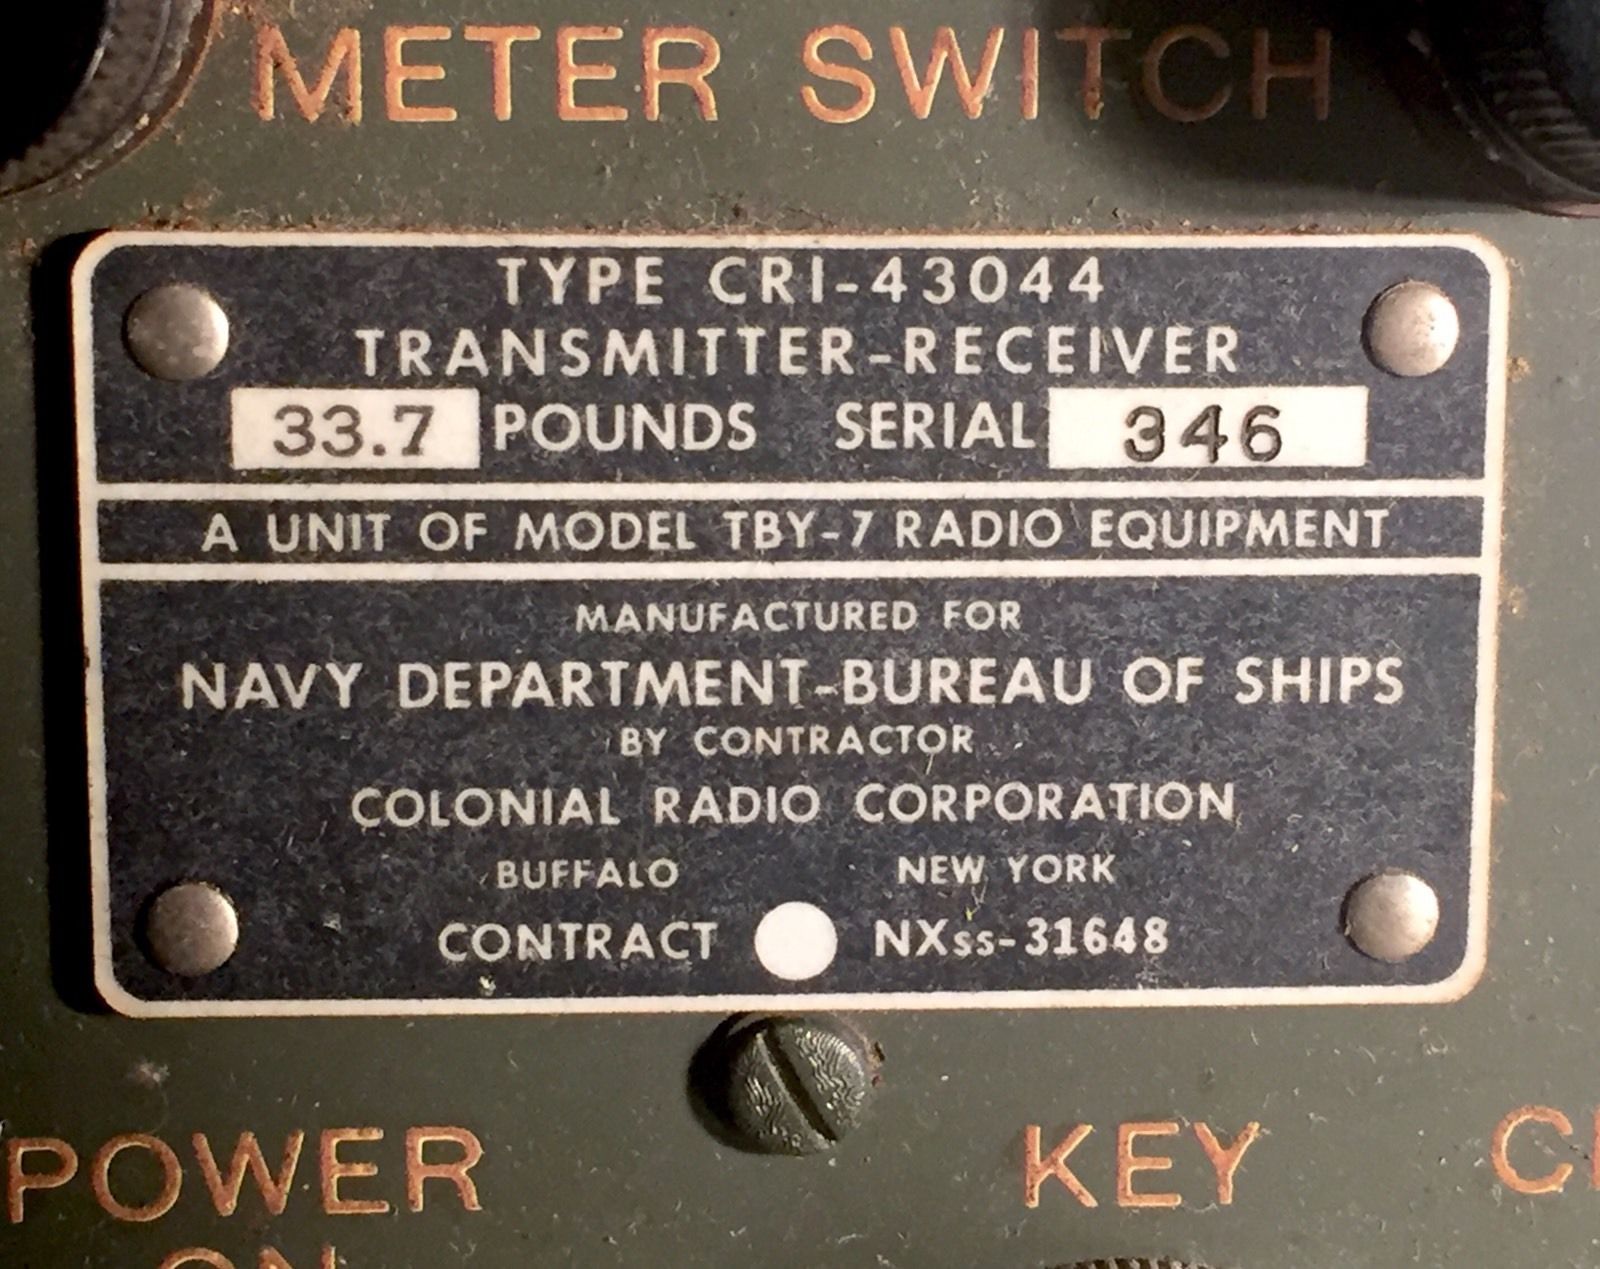 METER SWITCH
TYPE CRI-43044
TRANSMITTER-RECEIVER
33.7 POUNDS SERIAL 346
A UNIT OF MODEL TBY-7 RADIO EQUIPMENT
MANUFACTURED FOR
NAVY DEPARTMENT-BUREAU OF SHIPS
BY CONTRACTOR
COLONIAL RADIO CORPORATION
BUFFALO NEW YORK
CONTRACT NXss-31648
POWER KEY
ON